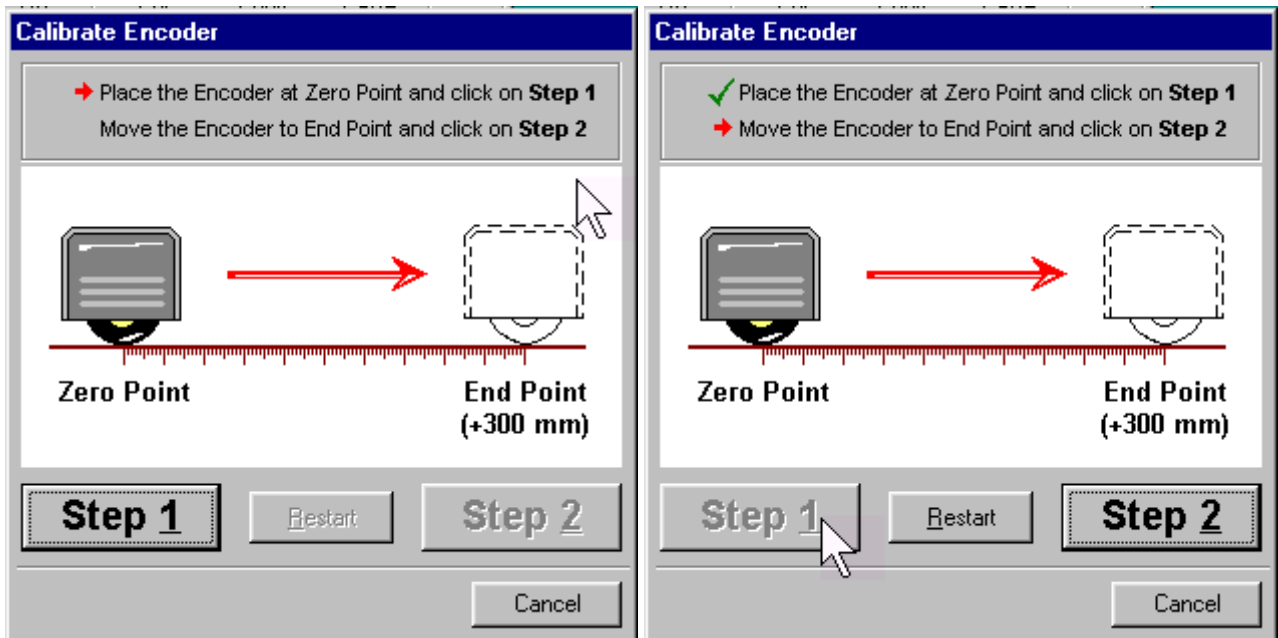 Calibrate Encoder
Place the Encoder at Zero Point and click on Step 1
Move the Encoder to End Point and click on Step 2
Zero Point
End Point
(+300 mm)
Step 1
Restart
Step 2
Cancel
Calibrate Encoder
Place the Encoder at Zero Point and click on Step 1
Move the Encoder to End Point and click on Step 2
Zero Point
End Point
(+300 mm)
Step 1
Restart
Step 2
Cancel